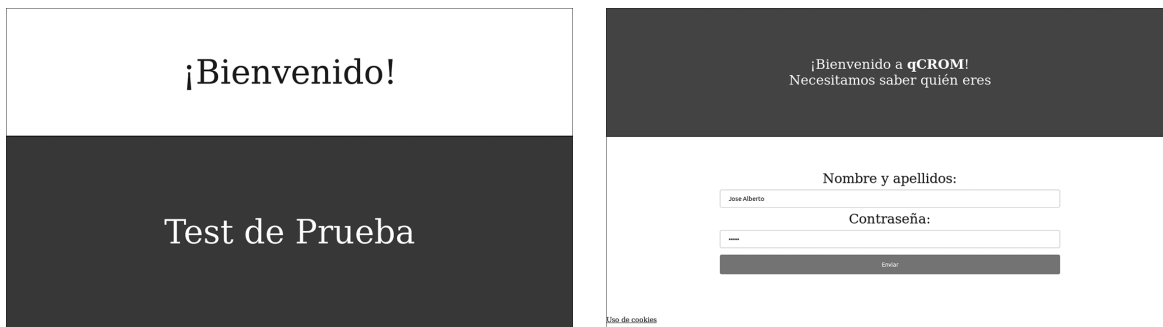 ¡Bienvenido!
Test de Prueba
¡Bienvenido a qCROM!
Necesitamos saber quién eres
Nombre y apellidos:
Jose Alberto
Contraseña:
•••••
Enviar
Uso de cookies